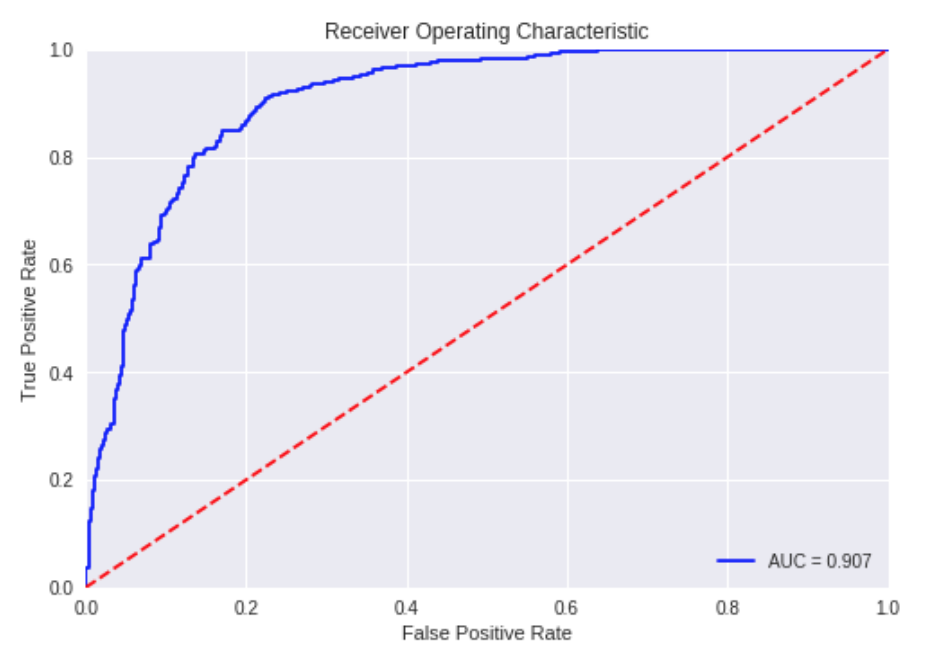 Receiver Operating Characteristic
1.0
0.8
0.6
0.4
0.2
0.0
True Positive Rate
AUC = 0.907
0.0 0.2 0.4 0.6 0.8 1.0
False Positive Rate